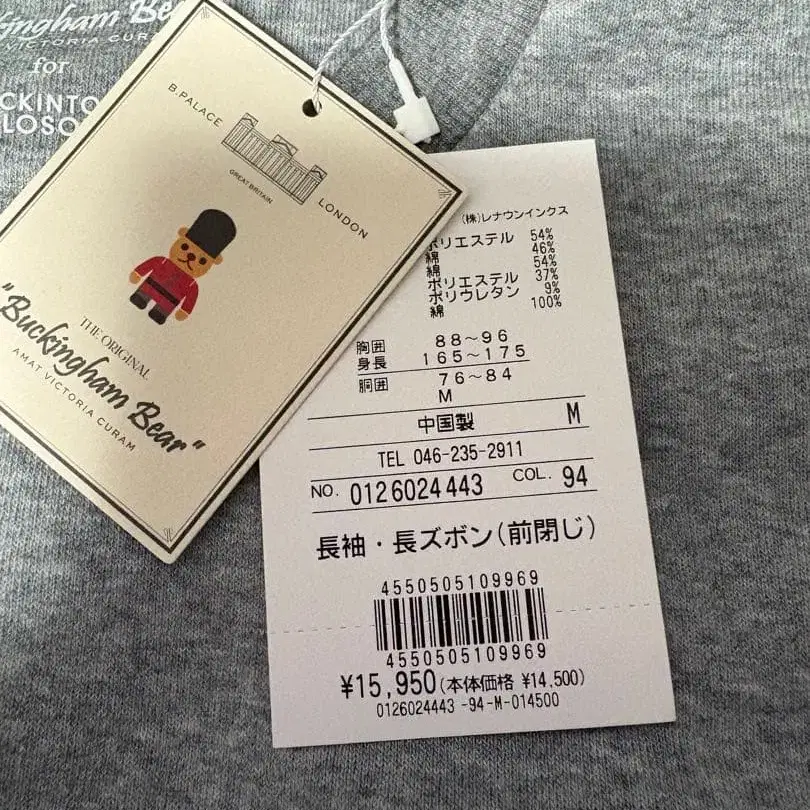 Buckingham Be
VICTORIA CUR
for
CKINTO
LOSO
B.PALACE
GREAT BRITAIN
LONDON
THE ORIGINAL
"Buckingham Bear"
AMAT VICTORIA CURAM
(株)レナウンインクス
ポリエステル 54%
綿 46%
綿 54%
ポリエステル 37%
ポリウレタン 9%
綿 100%
胸囲 88～96
身長 165～175
胴囲 76～84
M
中国製 M
TEL 046-235-2911
NO. 0126024443 COL. 94
長袖・長ズボン(前閉じ)
4550505109969
4550505109969
¥15,950(本体価格 ¥14,500)
0126024443 -94-M-014500